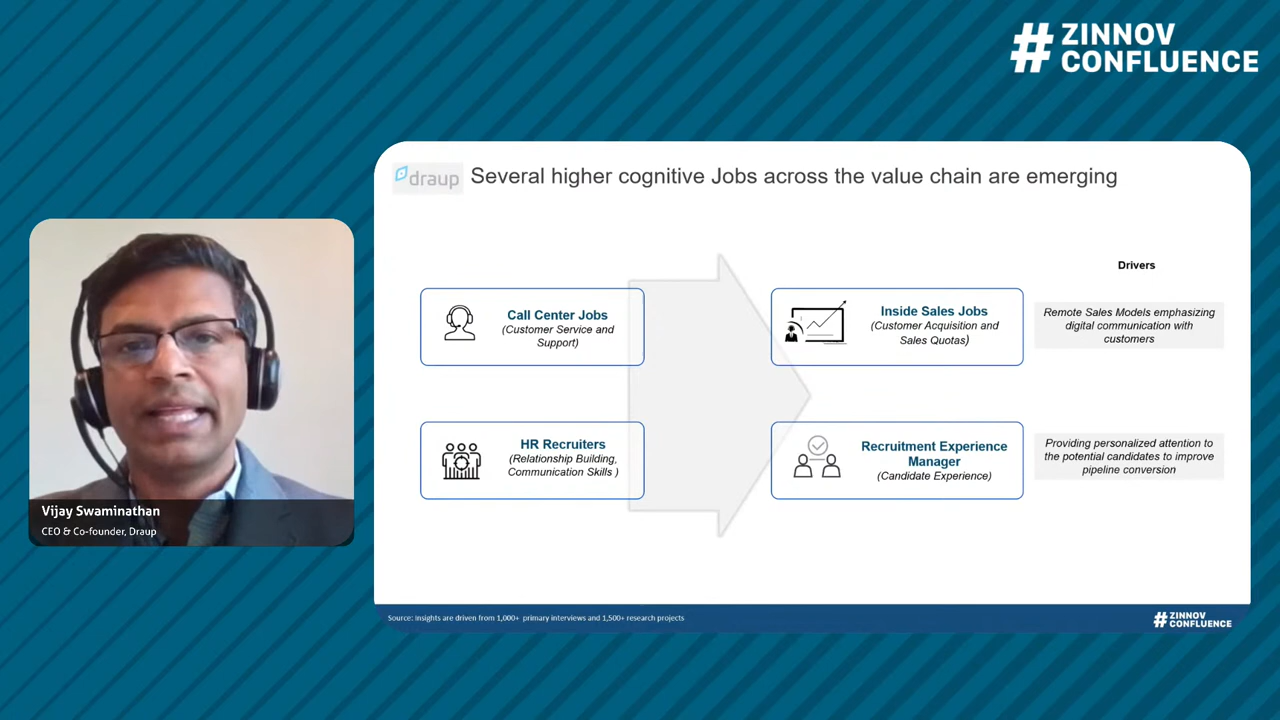 # ZINNOV
CONFLUENCE
draup
Several higher cognitive Jobs across the value chain are emerging
Drivers
Call Center Jobs
(Customer Service and
Support)
Inside Sales Jobs
(Customer Acquisition and
Sales Quotas)
Remote Sales Models emphasizing
digital communication with
customers
HR Recruiters
(Relationship Building,
Communication Skills )
Recruitment Experience
Manager
(Candidate Experience)
Providing personalized attention to
the potential candidates to improve
pipeline conversion
Vijay Swaminathan
CEO & Co-founder, Draup
Source: Insights are driven from 1,000+ primary interviews and 1,500+ research projects
# ZINNOV
CONFLUENCE